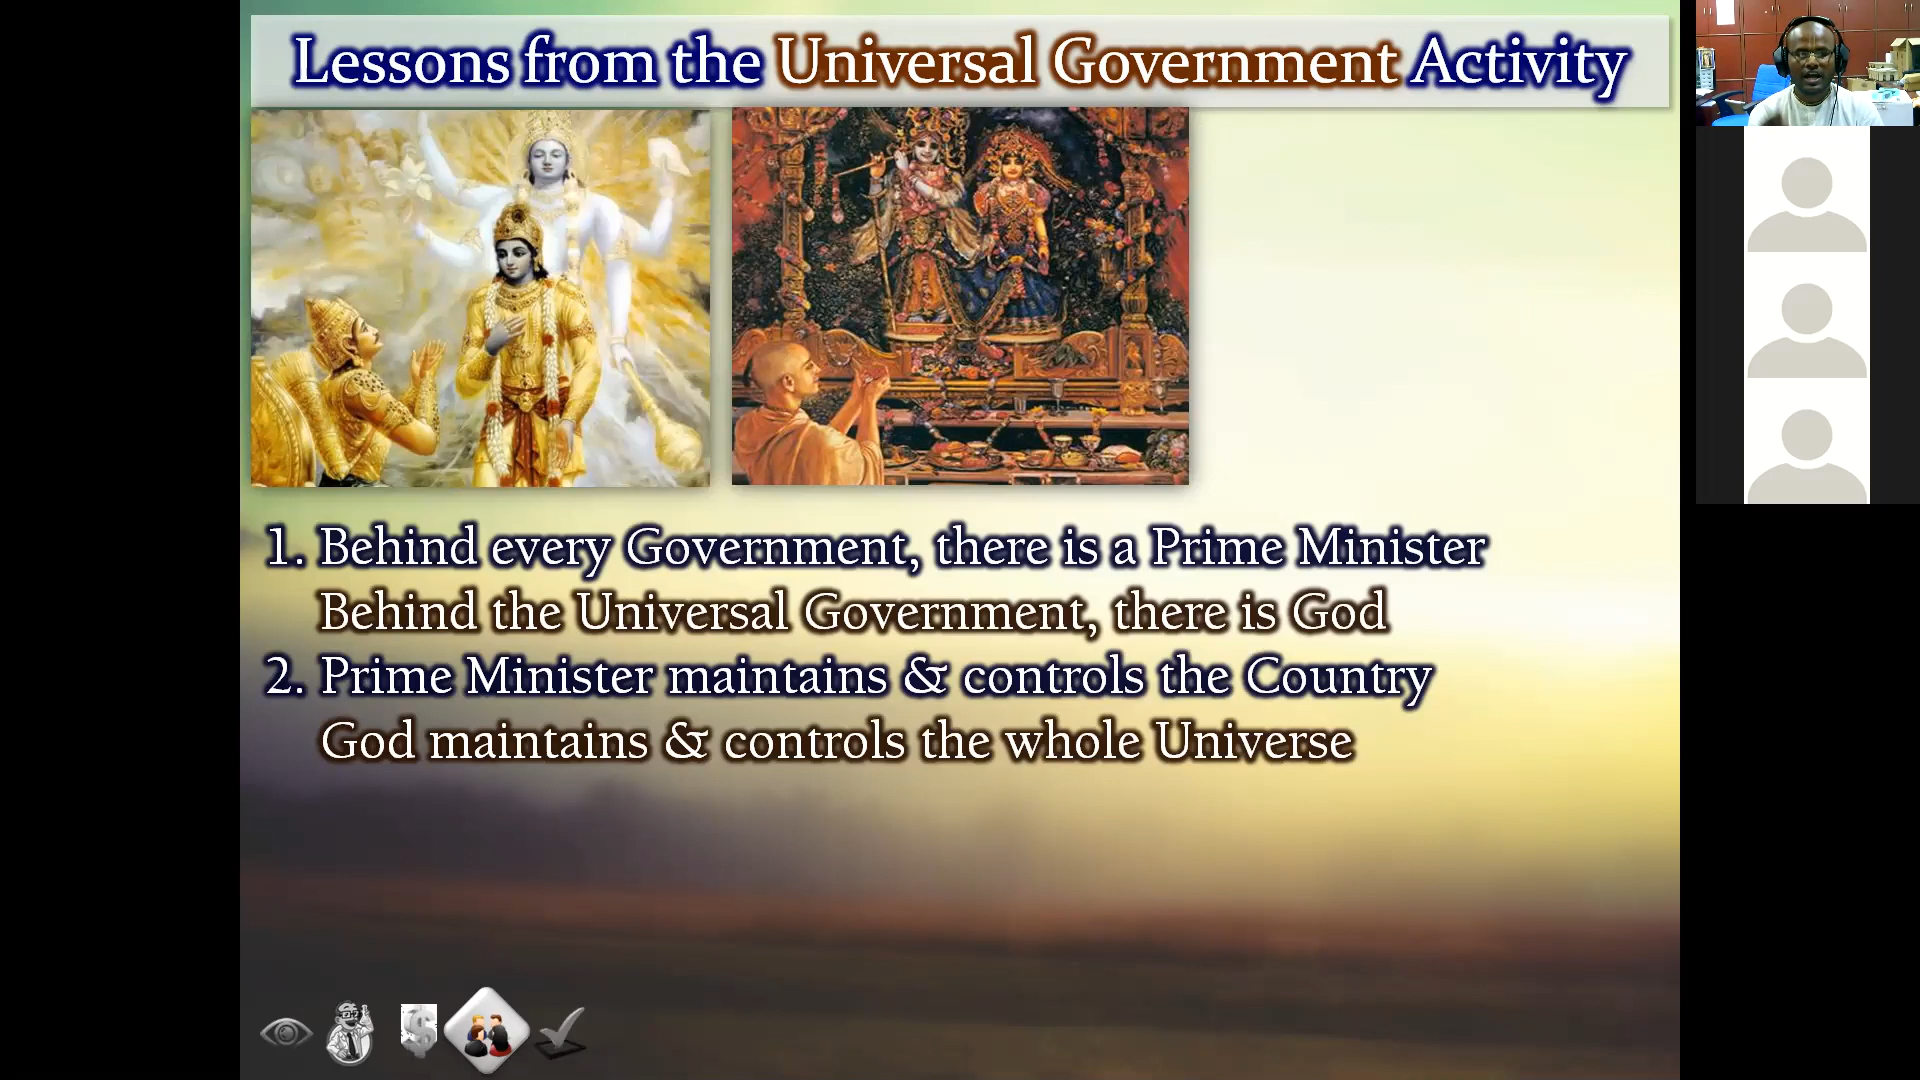 Lessons from the Universal Government Activity
1. Behind every Government, there is a Prime Minister
Behind the Universal Government, there is God
2. Prime Minister maintains & controls the Country
God maintains & controls the whole Universe